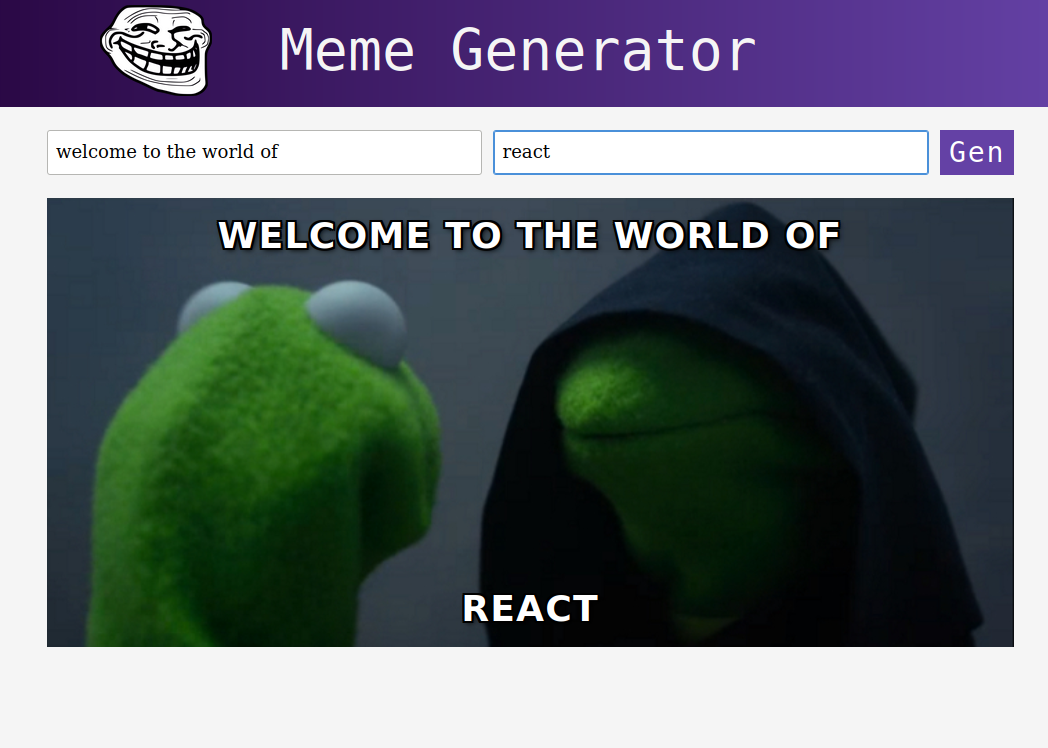 Meme Generator
welcome to the world of
react
Gen
WELCOME TO THE WORLD OF
REACT